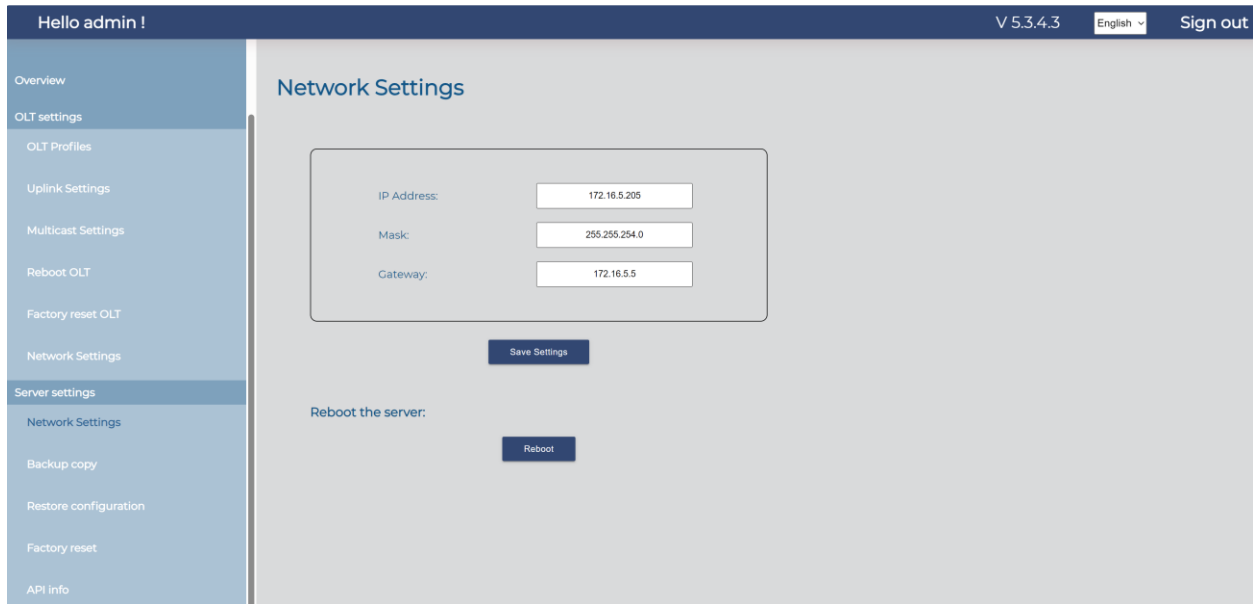 Hello admin !
V 5.3.4.3
English
Sign out
Overview
OLT settings
OLT Profiles
Uplink Settings
Multicast Settings
Reboot OLT
Factory reset OLT
Network Settings
Server settings
Network Settings
Backup copy
Restore configuration
Factory reset
API info
Network Settings
IP Address: 172.16.5.205
Mask: 255.255.254.0
Gateway: 172.16.5.5
Save Settings
Reboot the server:
Reboot